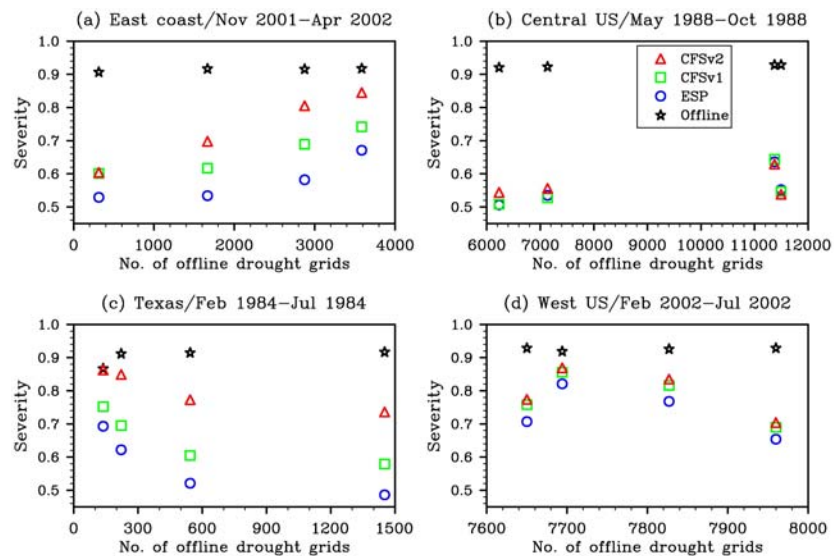 (a) East coast/Nov 2001-Apr 2002
1.0
0.9
0.8
0.7
0.6
0.5
Severity
0 1000 2000 3000 4000
No. of offline drought grids
(b) Central US/May 1988-Oct 1988
1.0
0.9
0.8
0.7
0.6
0.5
Severity
CFSv2
CFSv1
ESP
Offline
6000 7000 8000 9000 10000 11000 12000
No. of offline drought grids
(c) Texas/Feb 1984-Jul 1984
1.0
0.9
0.8
0.7
0.6
0.5
Severity
0 300 600 900 1200 1500
No. of offline drought grids
(d) West US/Feb 2002-Jul 2002
1.0
0.9
0.8
0.7
0.6
0.5
Severity
7600 7700 7800 7900 8000
No. of offline drought grids